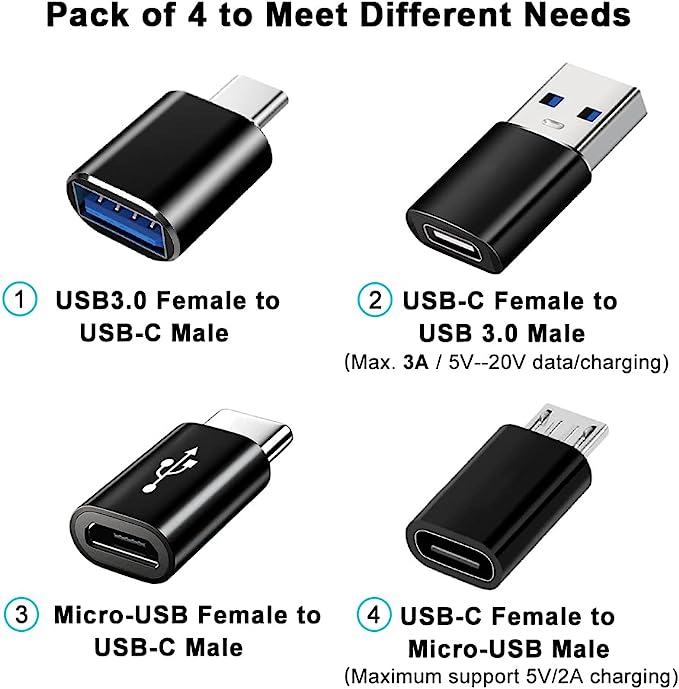 Pack of 4 to Meet Different Needs
1 USB3.0 Female to
USB-C Male
2 USB-C Female to
USB 3.0 Male
(Max. 3A / 5V--20V data/charging)
3 Micro-USB Female to
USB-C Male
4 USB-C Female to
Micro-USB Male
(Maximum support 5V/2A charging)